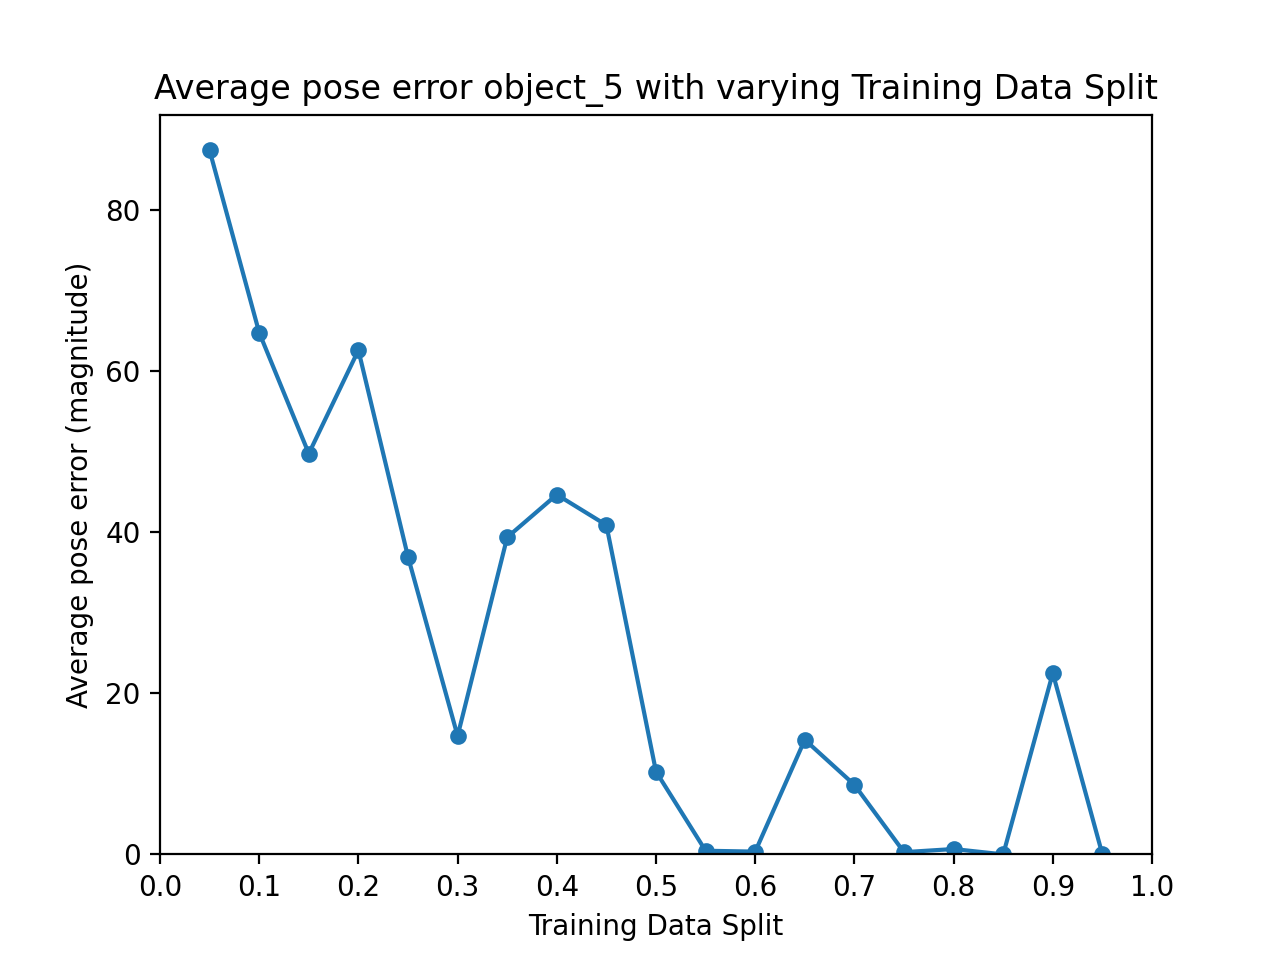 Average pose error object_5 with varying Training Data Split
Average pose error (magnitude)
80
60
40
20
0
0.0 0.1 0.2 0.3 0.4 0.5 0.6 0.7 0.8 0.9 1.0
Training Data Split